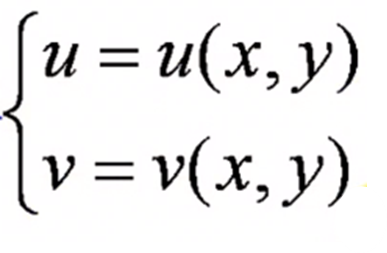 u = u(x, y)
v = v(x, y)